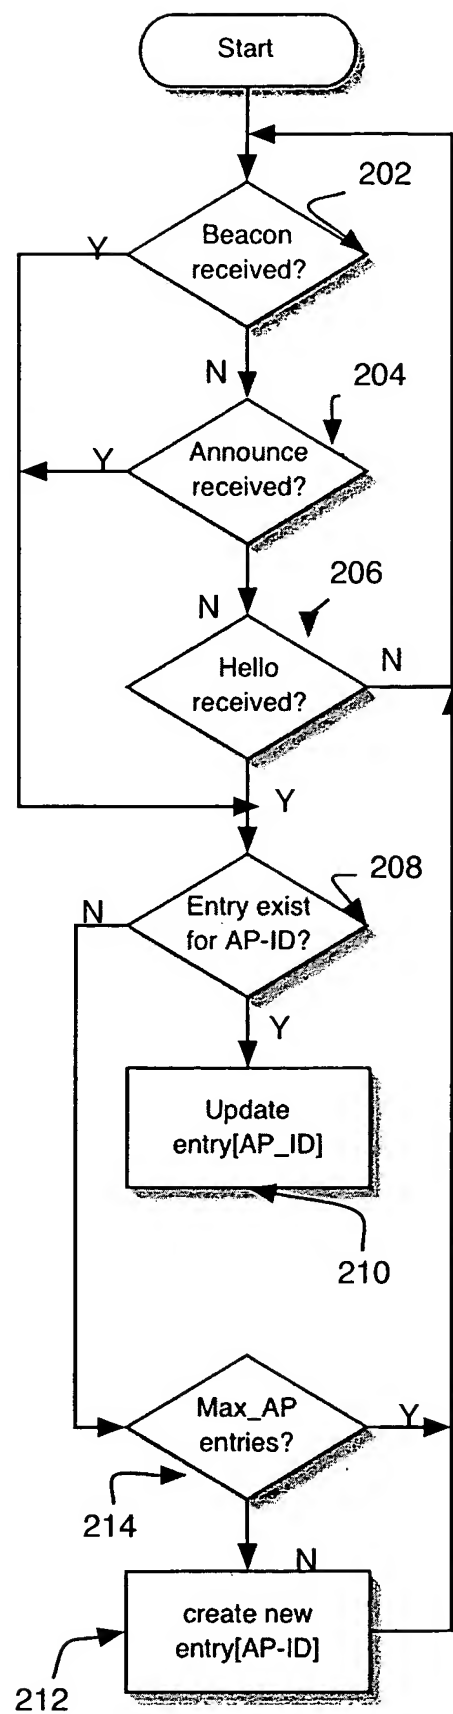 Start
202
Beacon
received?
Y
N
204
Announce
received?
Y
N
206
Hello
received?
N
Y
208
Entry exist
for AP-ID?
N
Y
Update
entry[AP_ID]
210
Max_AP
entries?
Y
214
N
create new
entry[AP-ID]
212